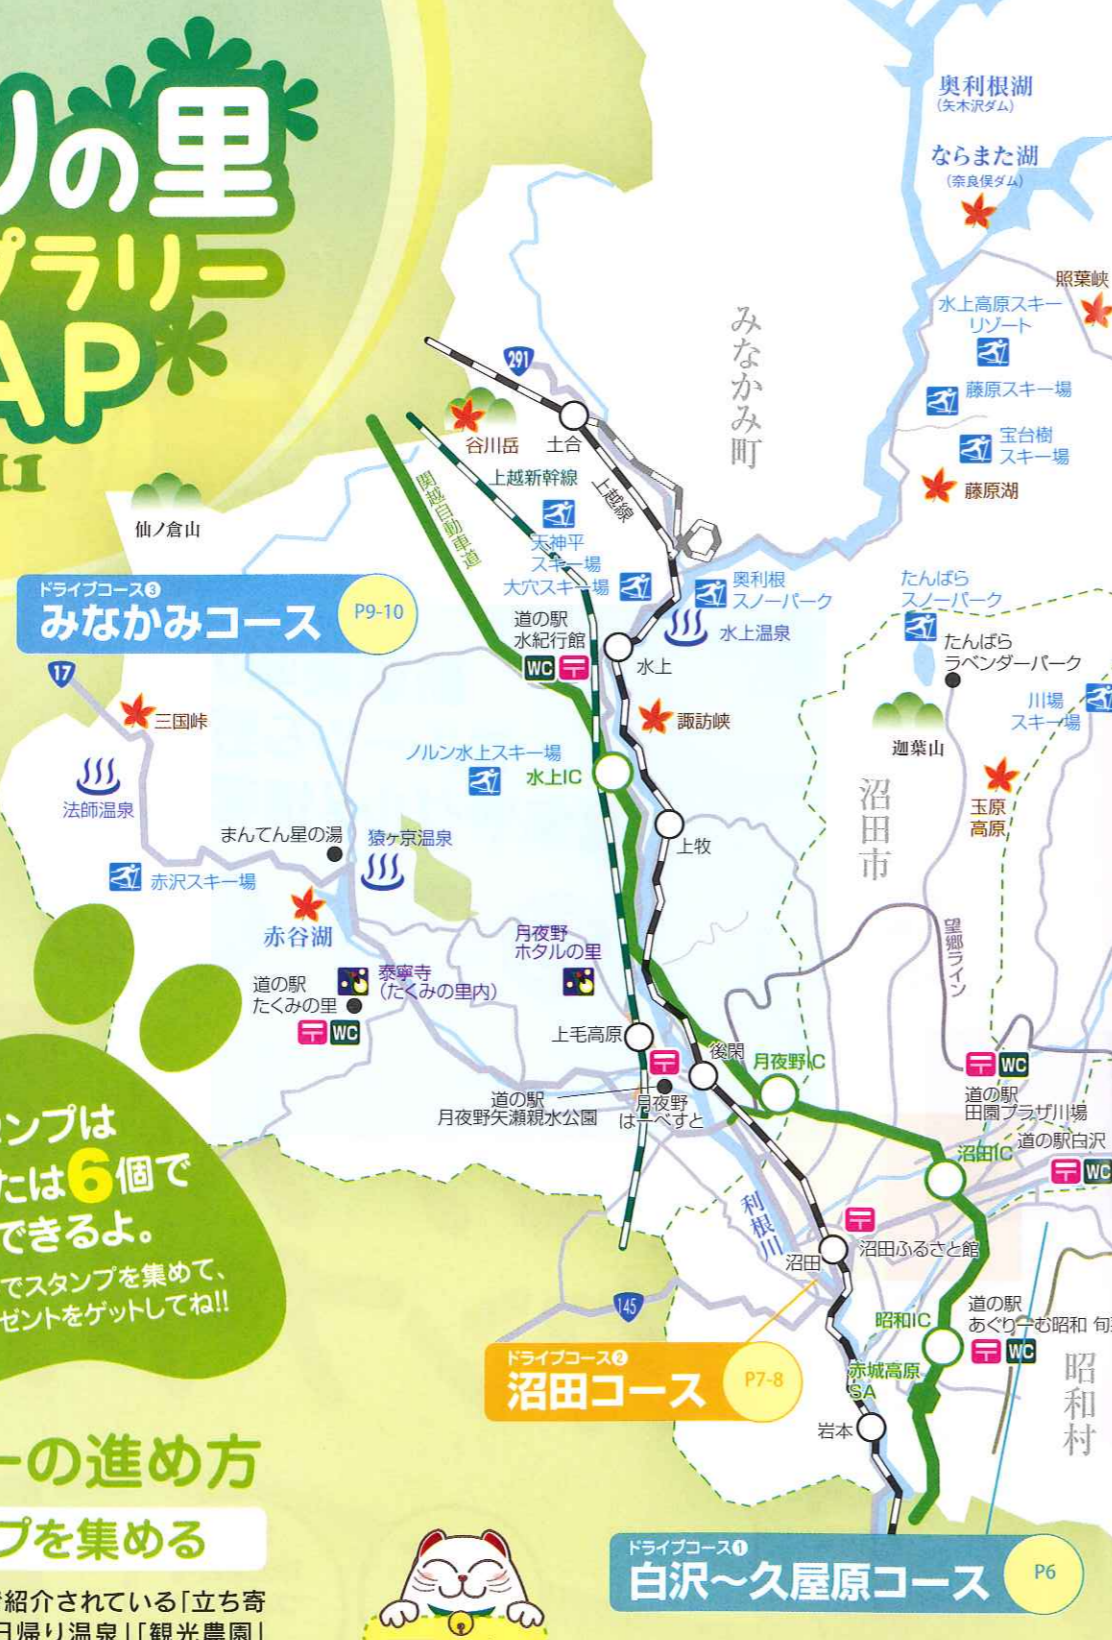 りの里
プラリー
AP
11
奥利根湖
(矢木沢ダム)
ならまた湖
(奈良俣ダム)
照葉峡
水上高原スキー
リゾート
藤原スキー場
宝台樹
スキー場
藤原湖
みなかみ町
291
谷川岳
土合
上越新幹線
上越線
関越自動車道
仙ノ倉山
天神平
スキー場
大穴スキー場
奥利根
スノーパーク
水上温泉
たんばら
スノーパーク
たんばら
ラベンダーパーク
川場
スキー場
ドライブコース❸
みなかみコース
P9-10
道の駅
水紀行館
WC
水上
17
三国峠
諏訪峡
迦葉山
玉原
高原
ノルン水上スキー場
水上IC
法師温泉
沼田市
まんてん星の湯
猿ヶ京温泉
上牧
赤沢スキー場
赤谷湖
月夜野
ホタルの里
望郷ライン
道の駅
たくみの里
WC
泰寧寺
(たくみの里内)
上毛高原
後閑
月夜野IC
道の駅
月夜野矢瀬親水公園
月夜野
はーべすと
WC
道の駅
田園プラザ川場
沼田IC
道の駅白沢
WC
利根川
沼田
沼田ふるさと館
145
昭和IC
道の駅
あぐりーむ昭和 旬
WC
赤城高原
SA
昭和村
岩本
ドライブコース❷
沼田コース
P7-8
ドライブコース❶
白沢〜久屋原コース
P6
ンプは
たは6個で
できるよ。
でスタンプを集めて、
ゼントをゲットしてね!!
ーの進め方
プを集める
紹介されている「立ち寄
日帰り温泉」「観光農園」